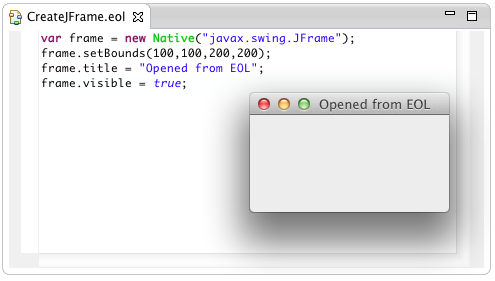 CreateJFrame.eol
var frame = new Native("javax.swing.JFrame");
frame.setBounds(100,100,200,200);
frame.title = "Opened from EOL";
frame.visible = true;
Opened from EOL